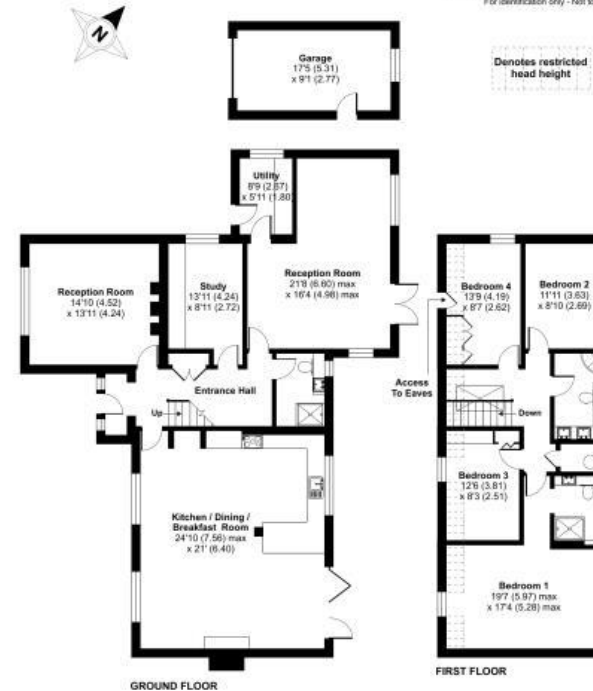 For identification only - Not
N
Garage
17'5 (5.31)
x 9'1 (2.77)
Denotes restricted
head height
Utility
8'9 (2.67)
x 5'11 (1.80)
Reception Room
14'10 (4.52)
x 13'11 (4.24)
Study
13'11 (4.24)
x 8'11 (2.72)
Reception Room
21'8 (6.60) max
x 16'4 (4.98) max
Bedroom 4
13'9 (4.19)
x 8'7 (2.62)
Bedroom 2
11'11 (3.63)
x 8'10 (2.69)
Access
To Eaves
Entrance Hall
Up
Down
Bedroom 3
12'6 (3.81)
x 8'3 (2.51)
Kitchen / Dining /
Breakfast Room
24'10 (7.56) max
x 21' (6.40)
Bedroom 1
19'7 (5.97) max
x 17'4 (5.28) max
GROUND FLOOR
FIRST FLOOR